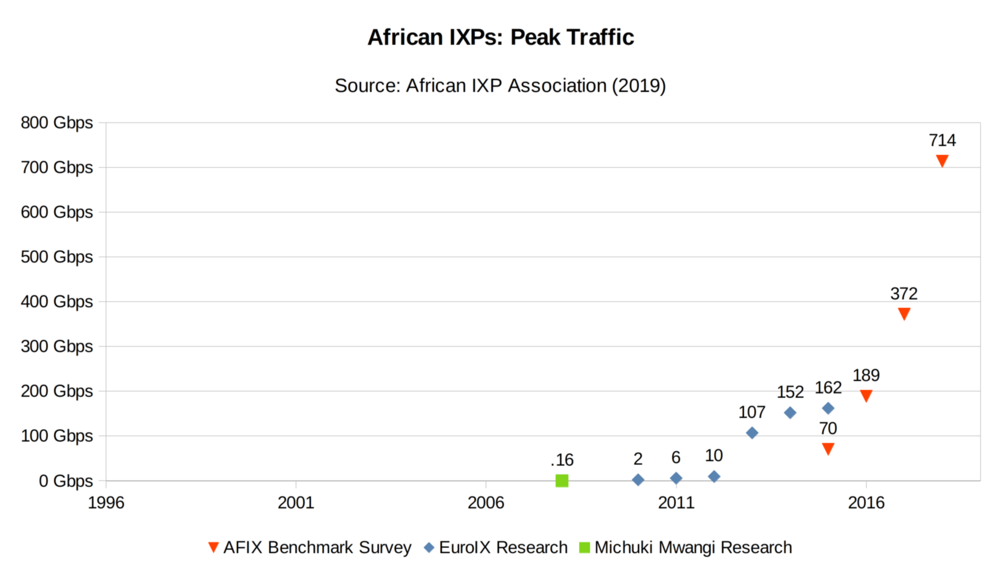 African IXPs: Peak Traffic
Source: African IXP Association (2019)
800 Gbps
714
700 Gbps
600 Gbps
500 Gbps
400 Gbps
372
300 Gbps
200 Gbps
189
162
152
107
100 Gbps
70
.16
2
6
10
0 Gbps
1996
2001
2006
2011
2016
AFIX Benchmark Survey
EuroIX Research
Michuki Mwangi Research